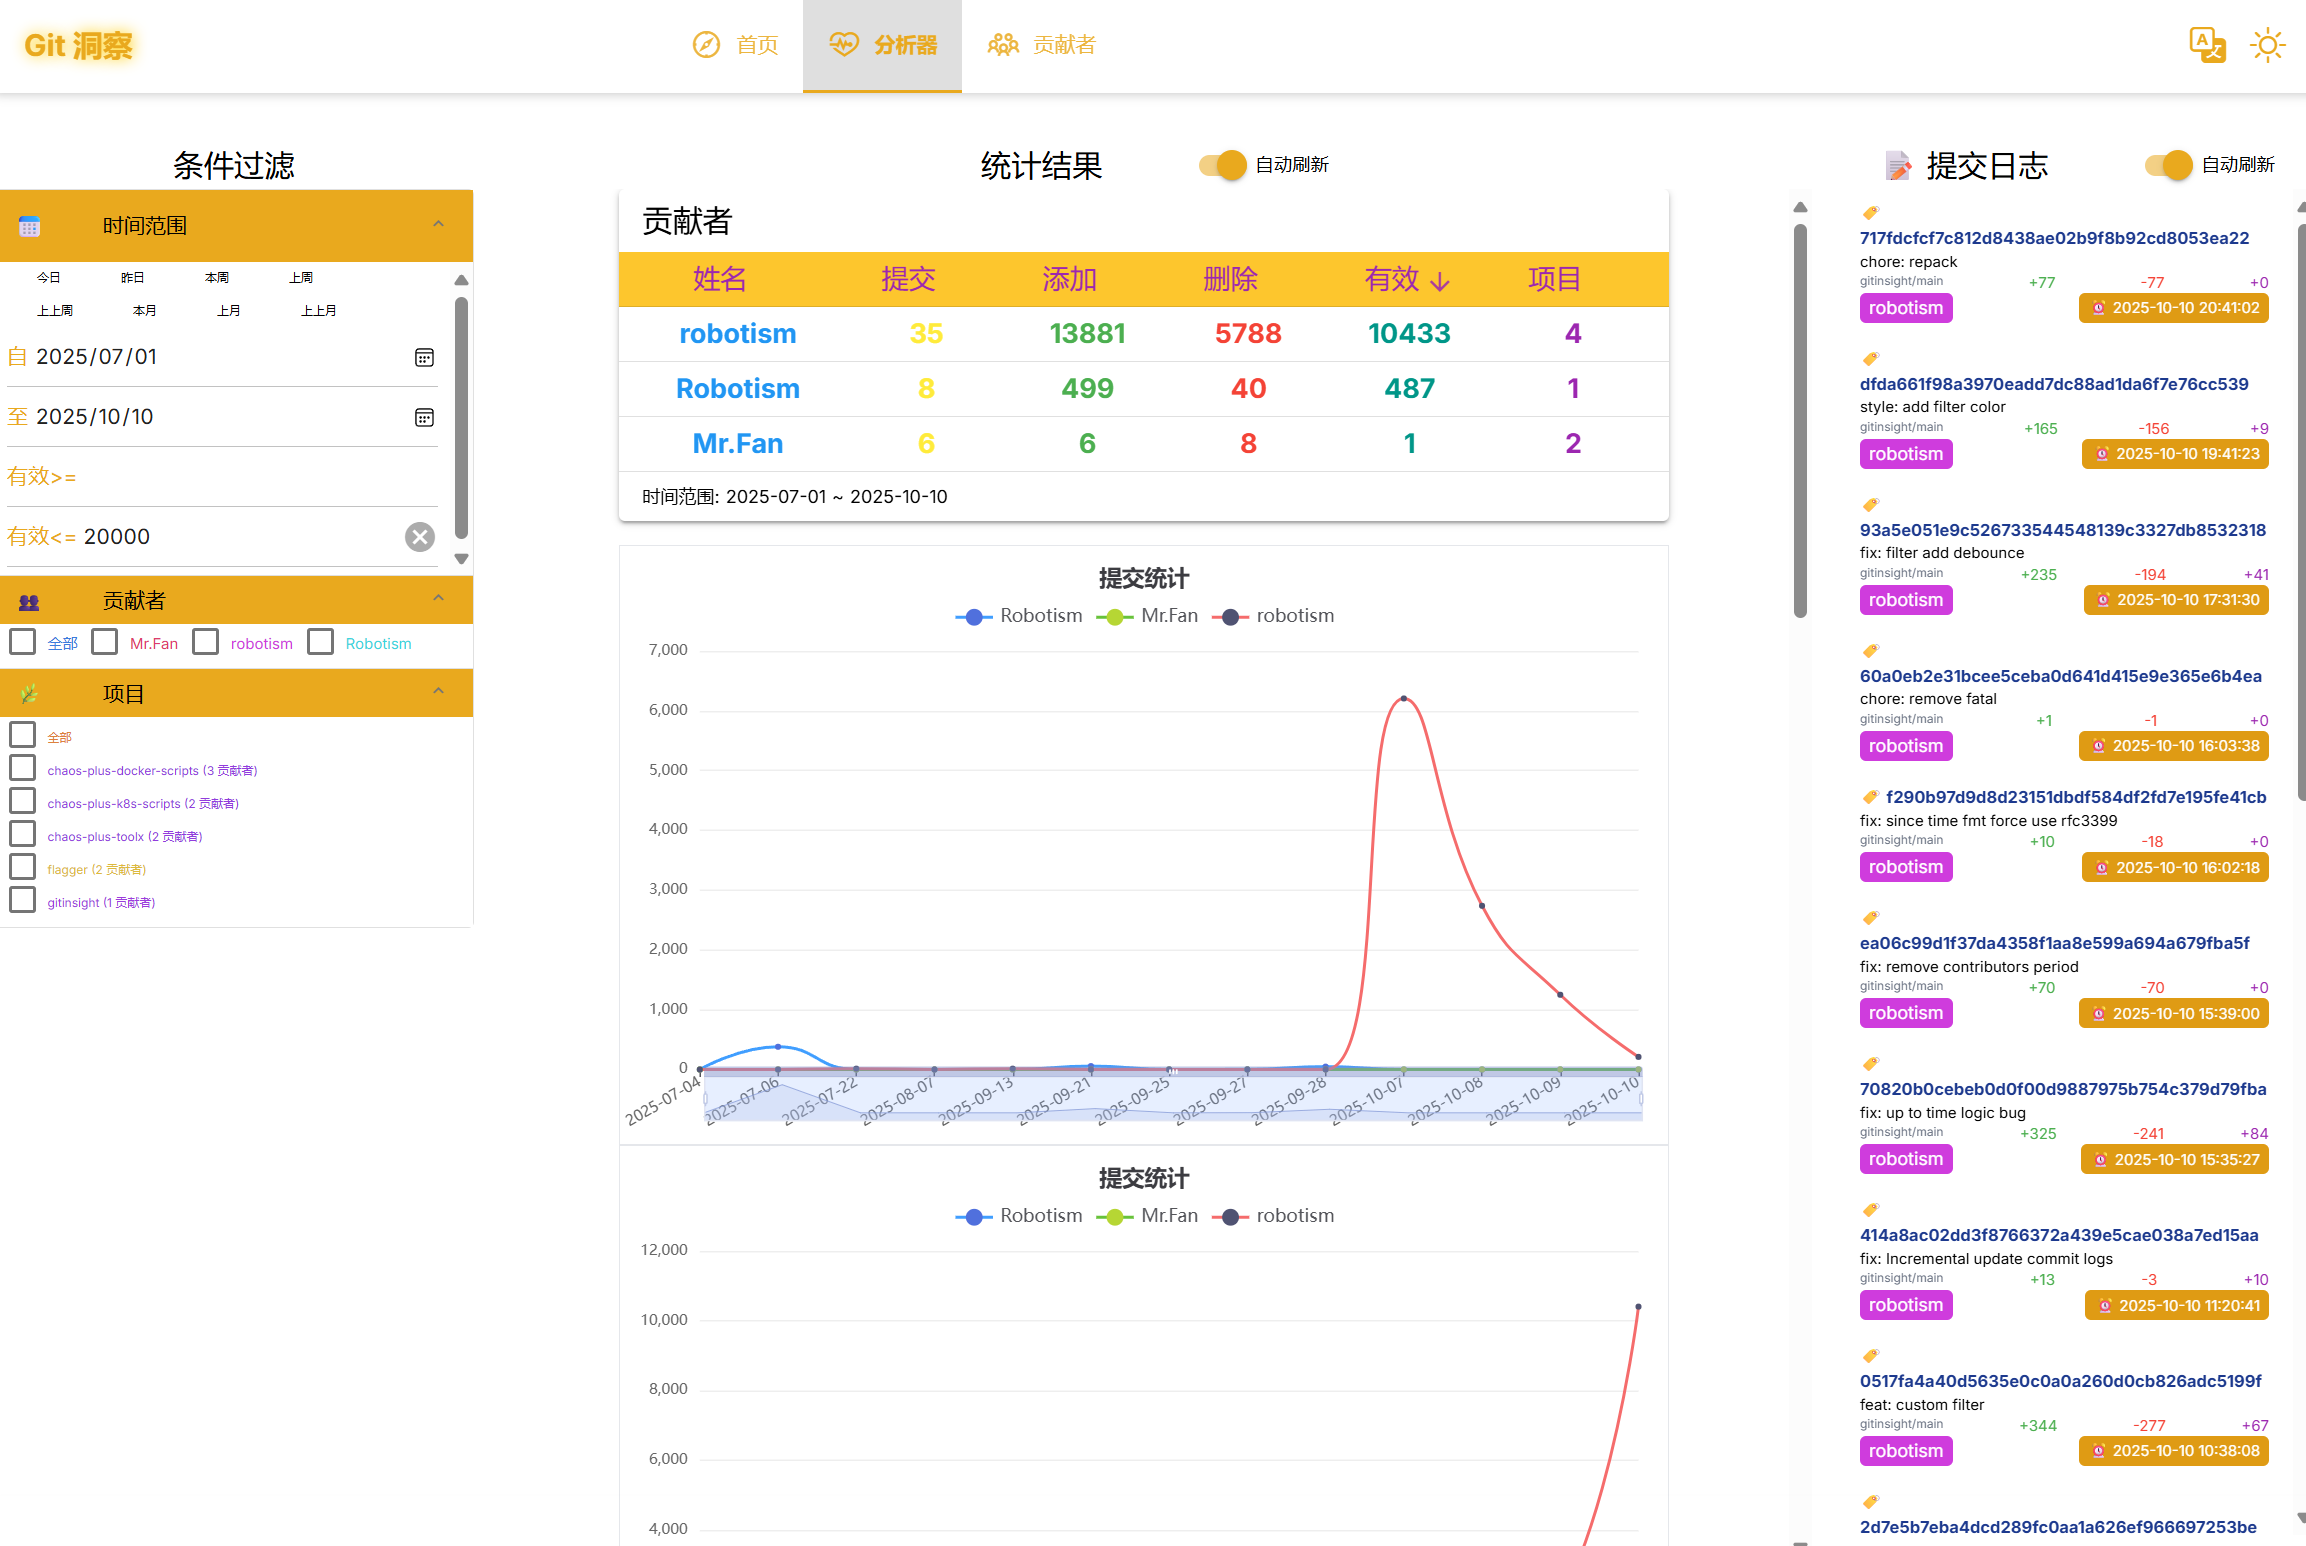 Git 洞察
首页
分析器
贡献者
条件过滤
时间范围
今日 昨日 本周 上周
上上周 本月 上月 上上月
自 2025/07/01
至 2025/10/10
有效>=
有效<= 20000
贡献者
全部 Mr.Fan robotism Robotism
项目
全部
chaos-plus-docker-scripts (3 贡献者)
chaos-plus-k8s-scripts (2 贡献者)
chaos-plus-toolx (2 贡献者)
flagger (2 贡献者)
gitinsight (1 贡献者)
统计结果 自动刷新
贡献者
姓名 提交 添加 删除 有效 ↓ 项目
robotism 35 13881 5788 10433 4
Robotism 8 499 40 487 1
Mr.Fan 6 6 8 1 2
时间范围: 2025-07-01 ~ 2025-10-10
提交统计
Robotism Mr.Fan robotism
7,000
6,000
5,000
4,000
3,000
2,000
1,000
0
2025-07-04 2025-07-06 2025-07-22 2025-08-07 2025-09-13 2025-09-21 2025-09-25 2025-09-27 2025-09-28 2025-10-07 2025-10-08 2025-10-09 2025-10-10
提交统计
Robotism Mr.Fan robotism
12,000
10,000
8,000
6,000
4,000
提交日志 自动刷新
717fdcfcf7c812d8438ae02b9f8b92cd8053ea22
chore: repack
gitinsight/main +77 -77 +0
robotism 2025-10-10 20:41:02
dfda661f98a3970eadd7dc88ad1da6f7e76cc539
style: add filter color
gitinsight/main +165 -156 +9
robotism 2025-10-10 19:41:23
93a5e051e9c526733544548139c3327db8532318
fix: filter add debounce
gitinsight/main +235 -194 +41
robotism 2025-10-10 17:31:30
60a0eb2e31bcee5ceba0d641d415e9e365e6b4ea
chore: remove fatal
gitinsight/main +1 -1 +0
robotism 2025-10-10 16:03:38
f290b97d9d8d23151dbdf584df2fd7e195fe41cb
fix: since time fmt force use rfc3399
gitinsight/main +10 -18 +0
robotism 2025-10-10 16:02:18
ea06c99d1f37da4358f1aa8e599a694a679fba5f
fix: remove contributors period
gitinsight/main +70 -70 +0
robotism 2025-10-10 15:39:00
70820b0cebeb0d0f00d9887975b754c379d79fba
fix: up to time logic bug
gitinsight/main +325 -241 +84
robotism 2025-10-10 15:35:27
414a8ac02dd3f8766372a439e5cae038a7ed15aa
fix: Incremental update commit logs
gitinsight/main +13 -3 +10
robotism 2025-10-10 11:20:41
0517fa4a40d5635e0c0a0a260d0cb826adc5199f
feat: custom filter
gitinsight/main +344 -277 +67
robotism 2025-10-10 10:38:08
2d7e5b7eba4dcd289fc0aa1a626ef966697253be